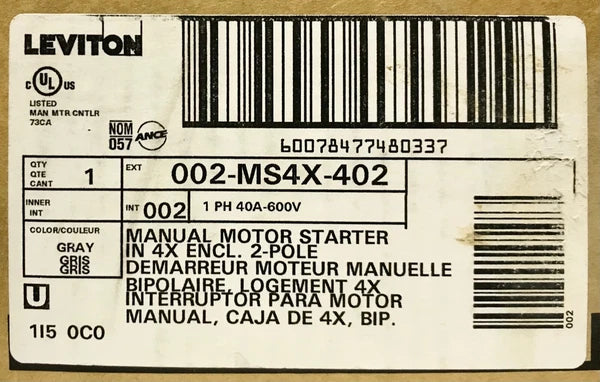 LEVITON
C UL US
LISTED
MAN MTR CNTLR
73CA
NOM
057
ANCE
60078477480337
QTY
QTE
CANT
1
EXT
002-MS4X-402
INNER
INT
INT 002
1 PH 40A-600V
COLOR/COULEUR
GRAY
GRIS
GRIS
MANUAL MOTOR STARTER
IN 4X ENCL. 2-POLE
DEMARREUR MOTEUR MANUELLE
BIPOLAIRE, LOGEMENT 4X
INTERRUPTOR PARA MOTOR
MANUAL, CAJA DE 4X, BIP.
U
115 0C0
002